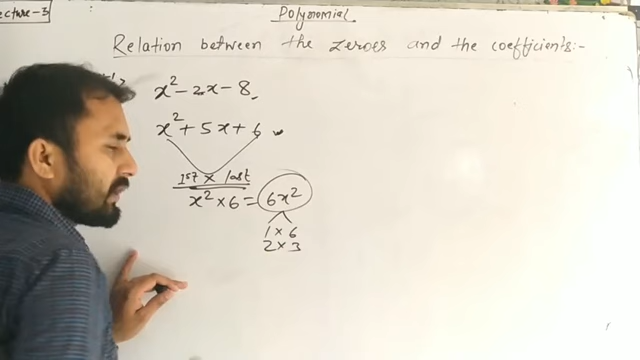 Lecture-3
Polynomial
Relation between the zeroes and the coefficients:-
x² - 2x - 8.
x² + 5x + 6
1st × last
x² × 6 = 6x²
1 × 6
2 × 3